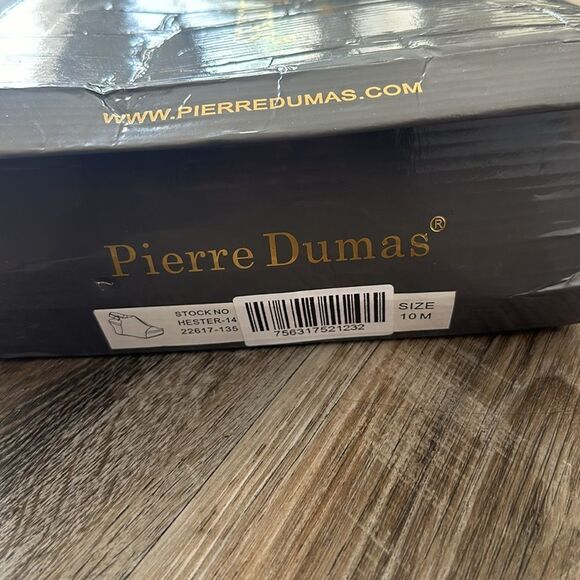 WWW.PIERREDUMAS.COM
Pierre Dumas®
STOCK NO
HESTER-14
22617-135
756317521232
SIZE
10 M